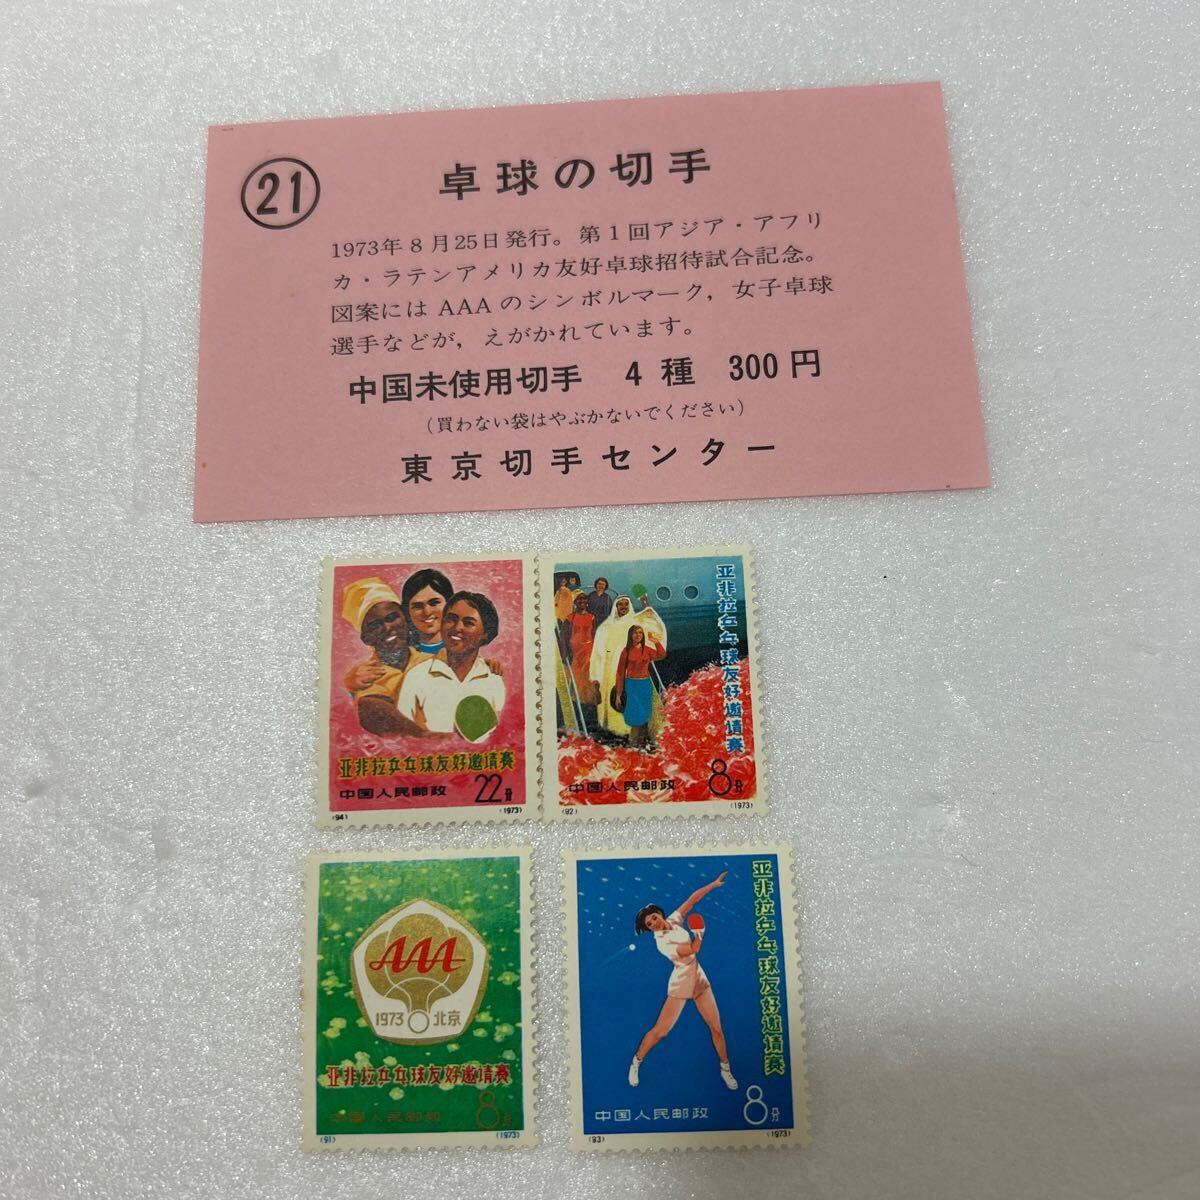 21
卓球の切手
1973年8月25日発行。第1回アジア・アフリ
カ・ラテンアメリカ友好卓球招待試合記念。
図案にはAAAのシンボルマーク，女子卓球
選手などが，えがかれています。
中国未使用切手　4種　300円
（買わない袋はやぶかないでください）
東京切手センター
亚非拉乒乓球友好邀请赛
中国人民邮政 22分
(94) (1973)
亚非拉乒乓球友好邀请赛
中国人民邮政 8分
(92) (1973)
AAA
1973 北京
亚非拉乒乓球友好邀请赛
中国人民邮政 8分
(91) (1973)
亚非拉乒乓球友好邀请赛
中国人民邮政 8分
(93) (1973)